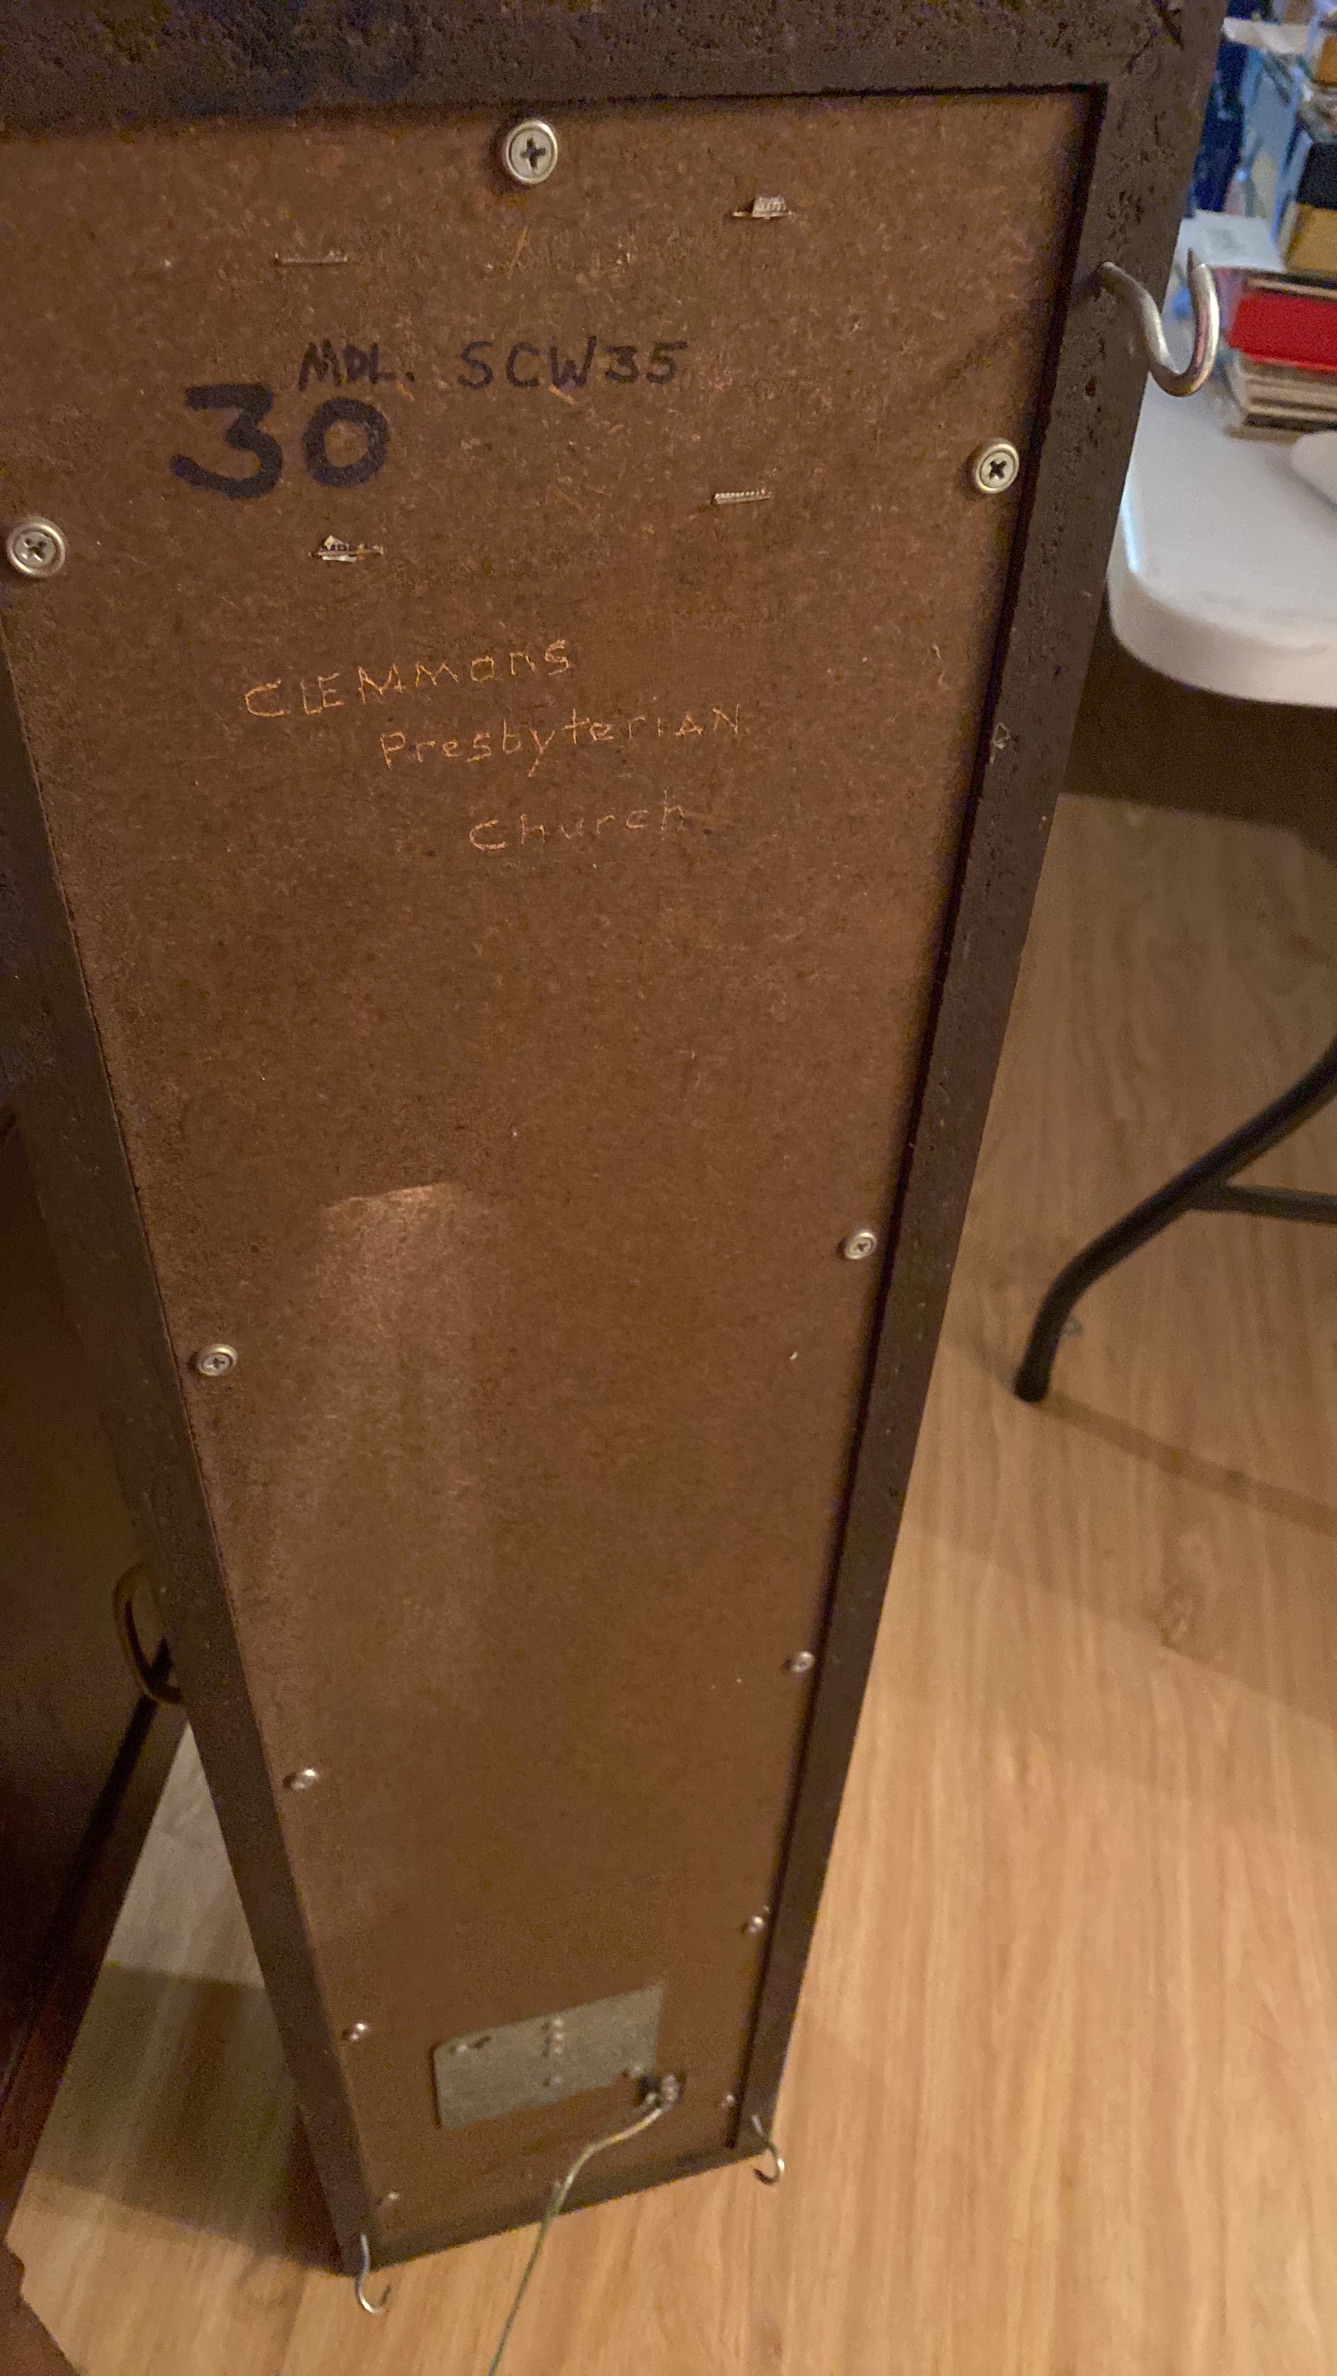 MDL. SCW35
30
CLEMMons
PresbyteriAN
Church